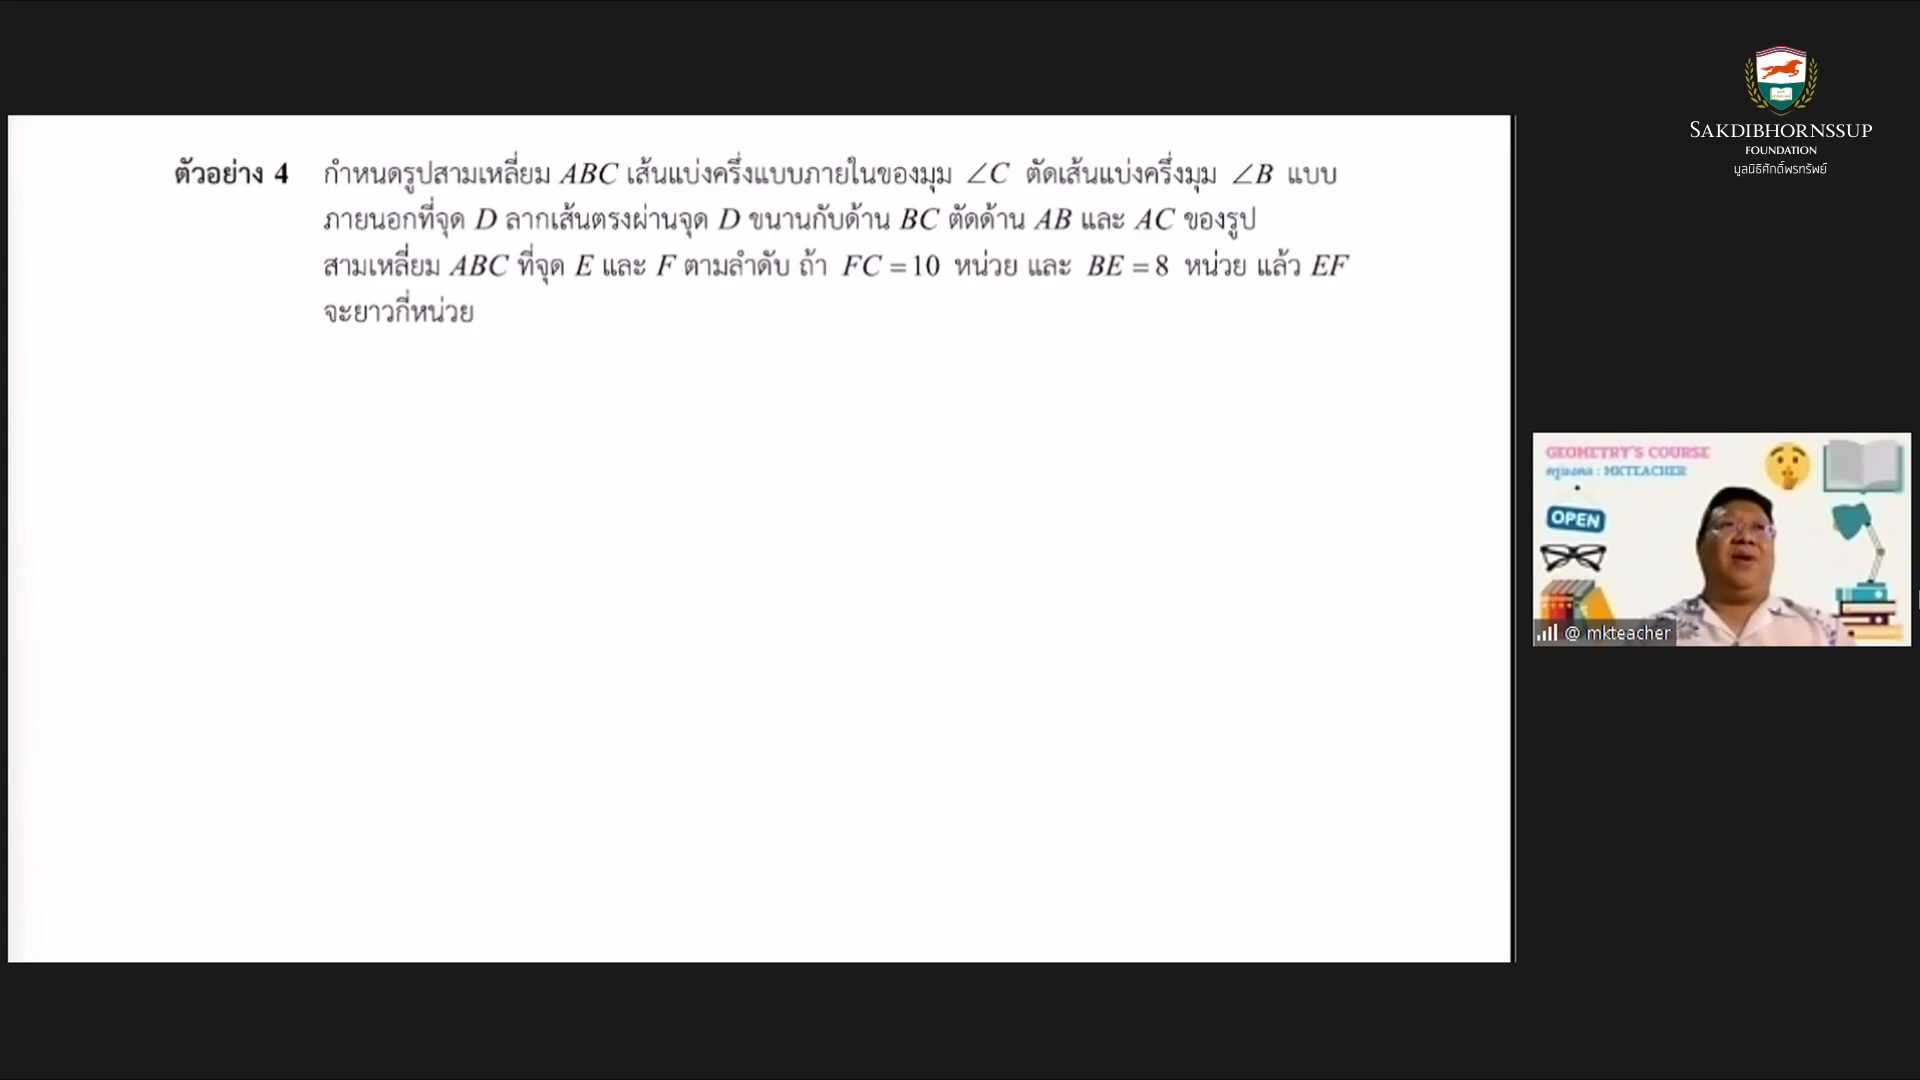 SAKDIBHORNSSUP
FOUNDATION
มูลนิธิศักดิ์พรทรัพย์
ตัวอย่าง 4 กำหนดรูปสามเหลี่ยม ABC เส้นแบ่งครึ่งแบบภายในของมุม ∠C ตัดเส้นแบ่งครึ่งมุม ∠B แบบ
ภายนอกที่จุด D ลากเส้นตรงผ่านจุด D ขนานกับด้าน BC ตัดด้าน AB และ AC ของรูป
สามเหลี่ยม ABC ที่จุด E และ F ตามลำดับ ถ้า FC = 10 หน่วย และ BE = 8 หน่วย แล้ว EF
จะยาวกี่หน่วย
GEOMETRY'S COURSE
ครูมงคล : MKTEACHER
OPEN
@ mkteacher